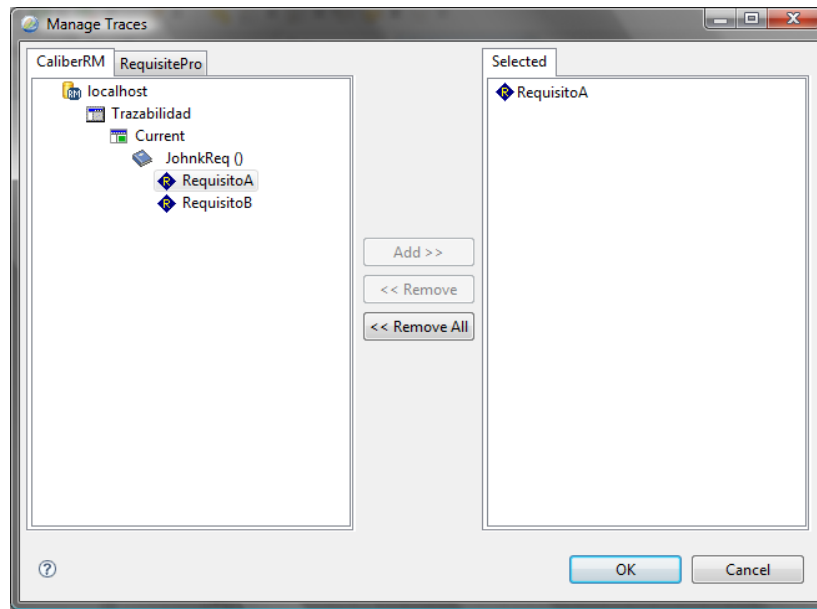 Manage Traces
CaliberRM
RequisitePro
localhost
Trazabilidad
Current
JohnkReq ()
RequisitoA
RequisitoB
Add >>
<< Remove
<< Remove All
Selected
RequisitoA
OK
Cancel